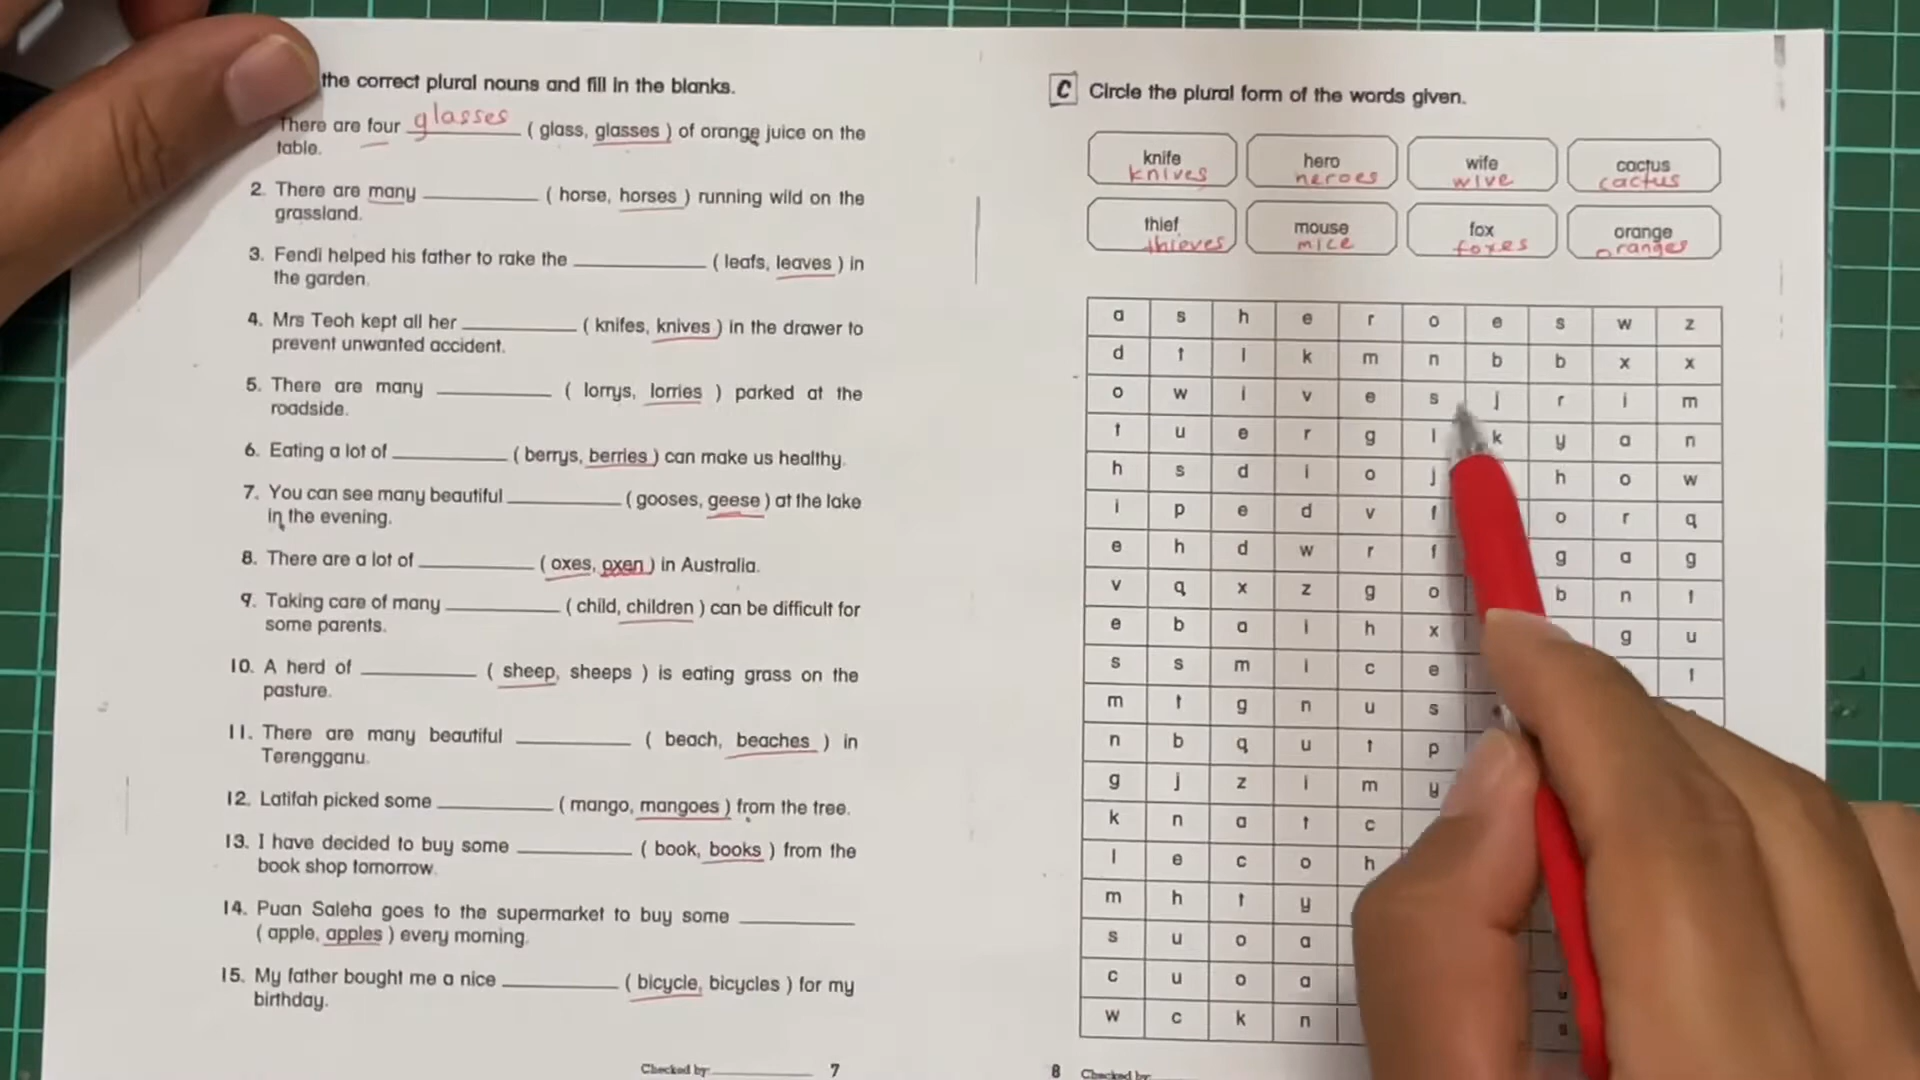 the correct plural nouns and fill in the blanks.
There are four glasses ( glass, glasses ) of orange juice on the
table.
2. There are many ( horse, horses ) running wild on the
grassland.
3. Fendi helped his father to rake the ( leafs, leaves ) in
the garden.
4. Mrs Teoh kept all her ( knifes, knives ) in the drawer to
prevent unwanted accident.
5. There are many ( lorrys, lorries ) parked at the
roadside.
6. Eating a lot of ( berrys, berries ) can make us healthy.
7. You can see many beautiful ( gooses, geese ) at the lake
in the evening.
8. There are a lot of ( oxes, oxen ) in Australia.
9. Taking care of many ( child, children ) can be difficult for
some parents.
10. A herd of ( sheep, sheeps ) is eating grass on the
pasture.
11. There are many beautiful ( beach, beaches ) in
Terengganu.
12. Latifah picked some ( mango, mangoes ) from the tree.
13. I have decided to buy some ( book, books ) from the
book shop tomorrow.
14. Puan Saleha goes to the supermarket to buy some
( apple, apples ) every morning.
15. My father bought me a nice ( bicycle, bicycles ) for my
birthday.
Checked by: 7
C Circle the plural form of the words given.
knife hero wife cactus
knives heroes wive cactus
thief mouse fox orange
thieves mice foxes oranges
a s h e r o e s w z
d t l k m n b b x x
o w i v e s j r i m
t u e r g l k y a n
h s d i o j h o w
i p e d v f o r q
e h d w r f g a g
v q x z g o b n t
e b a i h x g u
s s m i c e t
m t g n u s
n b q u t p
g j z i m y
k n a t c
l e c o h
m h t y
s u o a
c u o a u
w c k n s
8 Checked by: